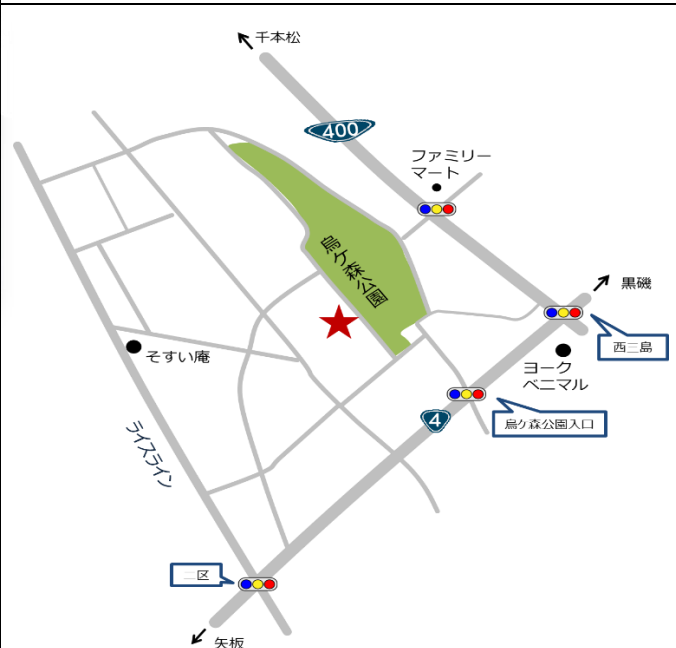 千本松
400
ファミリー
マート
烏ケ森公園
黒磯
西三島
そすい庵
ヨーク
ベニマル
烏ケ森公園入口
4
ライスライン
二区
矢板